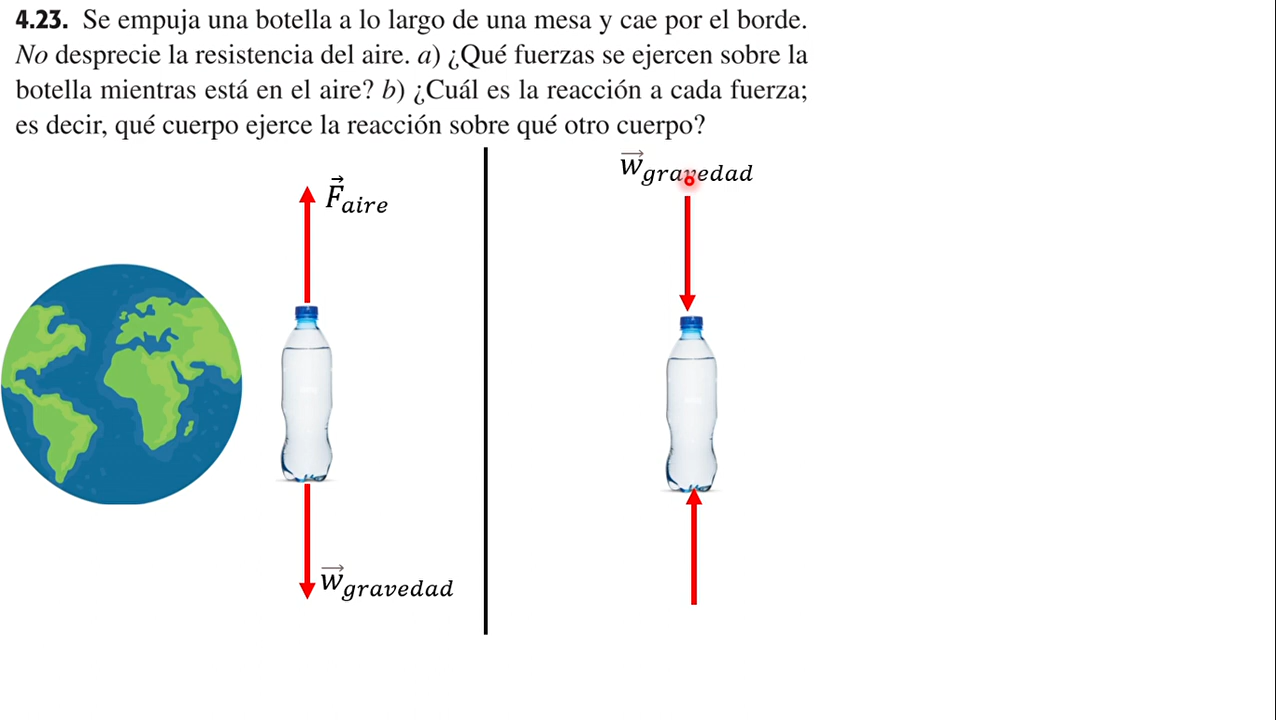 4.23. Se empuja una botella a lo largo de una mesa y cae por el borde.
No desprecie la resistencia del aire. a) ¿Qué fuerzas se ejercen sobre la
botella mientras está en el aire? b) ¿Cuál es la reacción a cada fuerza;
es decir, qué cuerpo ejerce la reacción sobre qué otro cuerpo?
F⃗aire
w⃗gravedad
w⃗gravedad